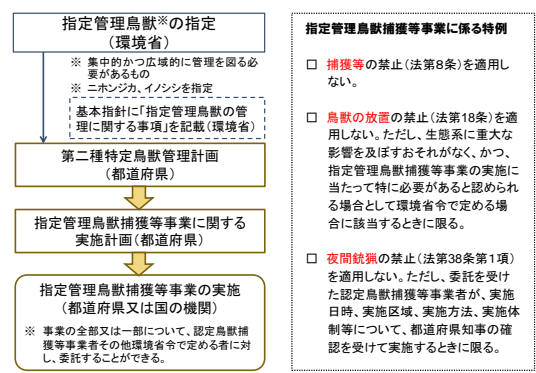 指定管理鳥獣※の指定
（環境省）
※ 集中的かつ広域的に管理を図る必
要があるもの
※ ニホンジカ、イノシシを指定
基本指針に「指定管理鳥獣の管
理に関する事項」を記載（環境省）
第二種特定鳥獣管理計画
（都道府県）
指定管理鳥獣捕獲等事業に関する
実施計画（都道府県）
指定管理鳥獣捕獲等事業の実施
（都道府県又は国の機関）
※ 事業の全部又は一部について、認定鳥獣捕
獲等事業者その他環境省令で定める者に対
し、委託することができる。
指定管理鳥獣捕獲等事業に係る特例
□ 捕獲等の禁止（法第8条）を適用し
ない。
□ 鳥獣の放置の禁止（法第18条）を適
用しない。ただし、生態系に重大な
影響を及ぼすおそれがなく、かつ、
指定管理鳥獣捕獲等事業の実施に
当たって特に必要があると認められ
る場合として環境省令で定める場合
に該当するときに限る。
□ 夜間銃猟の禁止（法第38条第1項）
を適用しない。ただし、委託を受け
た認定鳥獣捕獲等事業者が、実施
日時、実施区域、実施方法、実施体
制等について、都道府県知事の確
認を受けて実施するときに限る。